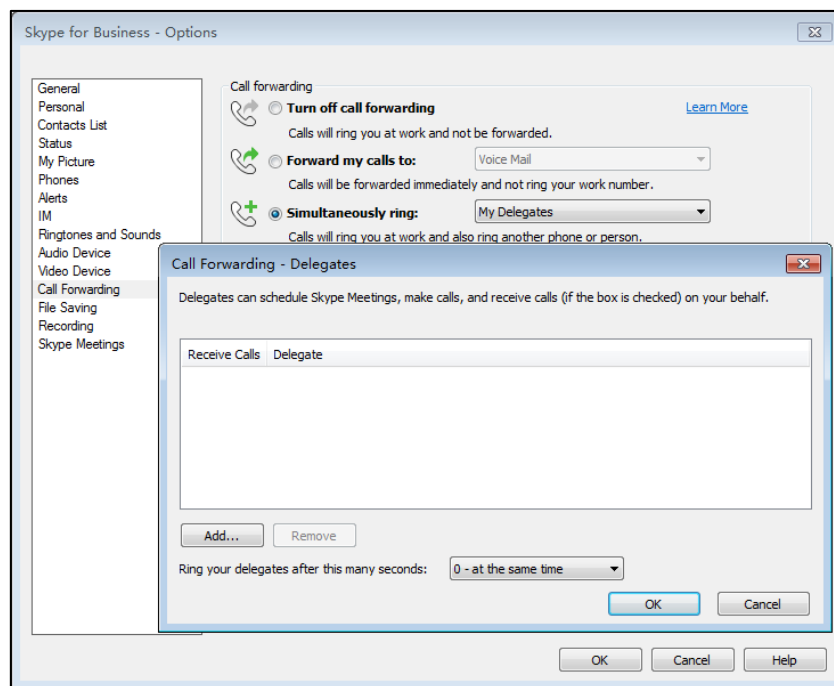 Skype for Business - Options
General
Personal
Contacts List
Status
My Picture
Phones
Alerts
IM
Ringtones and Sounds
Audio Device
Video Device
Call Forwarding
File Saving
Recording
Skype Meetings
Call forwarding
Turn off call forwarding
Learn More
Calls will ring you at work and not be forwarded.
Forward my calls to:
Voice Mail
Calls will be forwarded immediately and not ring your work number.
Simultaneously ring:
My Delegates
Calls will ring you at work and also ring another phone or person.
Call Forwarding - Delegates
Delegates can schedule Skype Meetings, make calls, and receive calls (if the box is checked) on your behalf.
Receive Calls Delegate
Add... Remove
Ring your delegates after this many seconds: 0 - at the same time
OK Cancel
OK Cancel Help